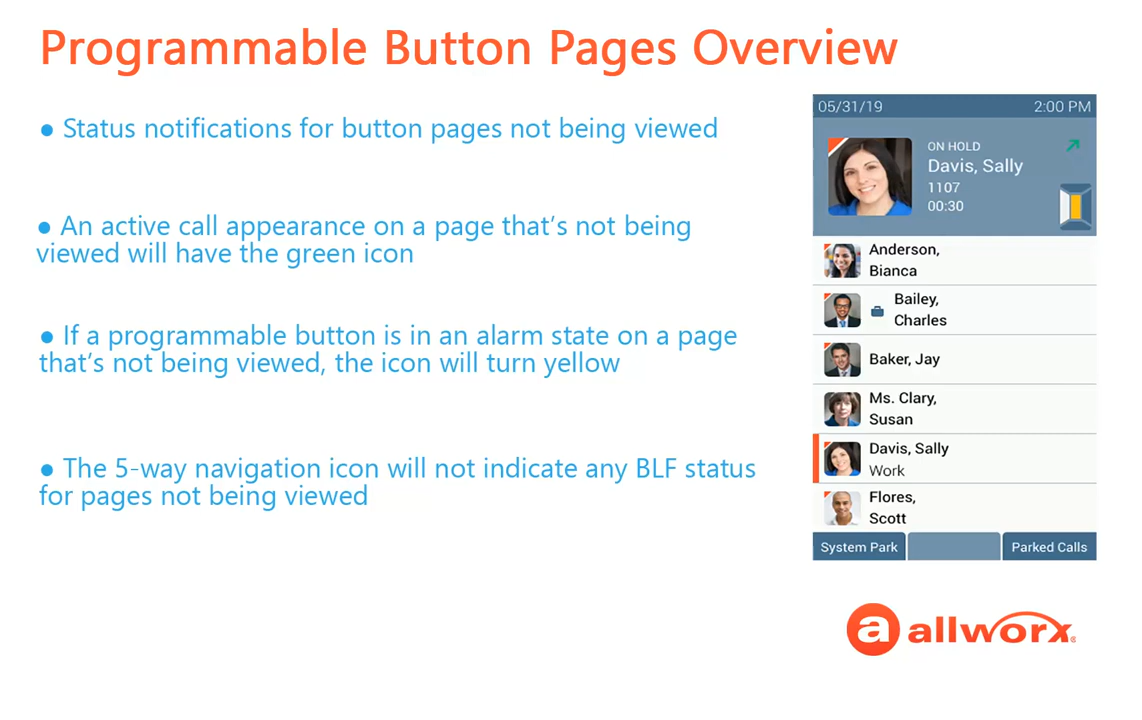 Programmable Button Pages Overview
● Status notifications for button pages not being viewed
● An active call appearance on a page that's not being
viewed will have the green icon
● If a programmable button is in an alarm state on a page
that's not being viewed, the icon will turn yellow
● The 5-way navigation icon will not indicate any BLF status
for pages not being viewed
05/31/19 2:00 PM
ON HOLD
Davis, Sally
1107
00:30
Anderson,
Bianca
Bailey,
Charles
Baker, Jay
Ms. Clary,
Susan
Davis, Sally
Work
Flores,
Scott
System Park Parked Calls
a allworx®